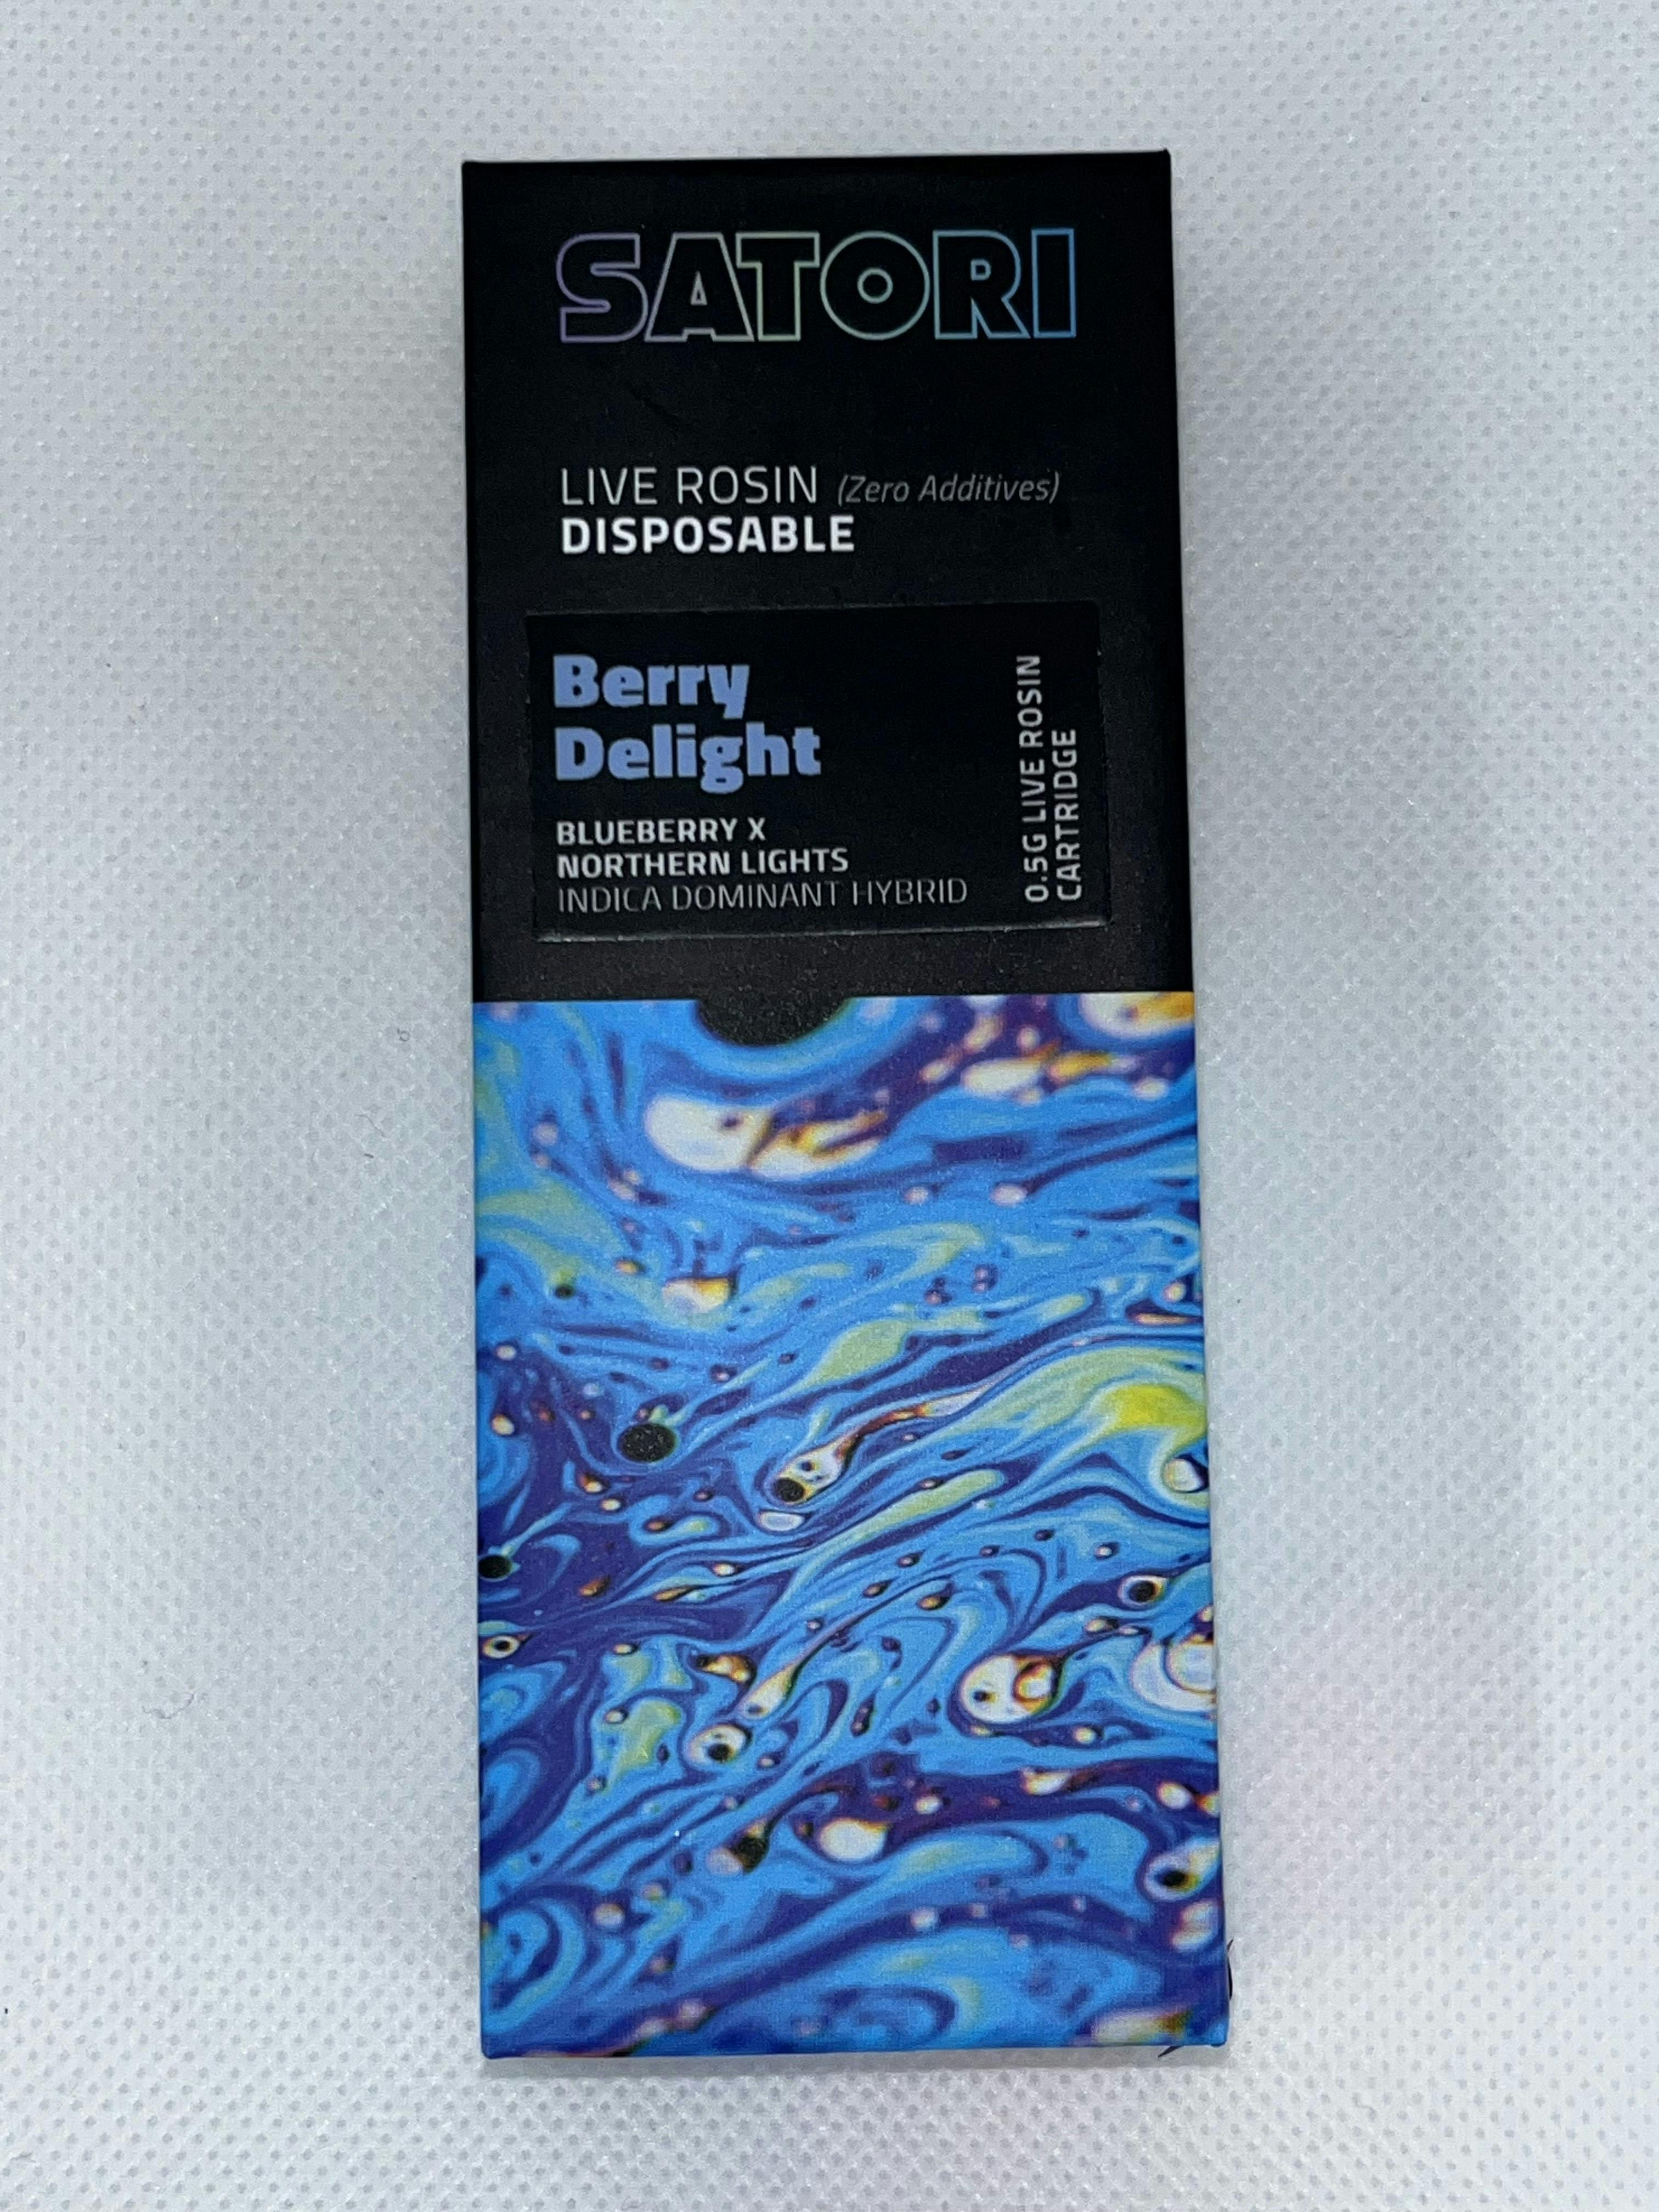 SATORI
LIVE ROSIN (Zero Additives)
DISPOSABLE
Berry
Delight
BLUEBERRY X
NORTHERN LIGHTS
INDICA DOMINANT HYBRID
0.5G LIVE ROSIN
CARTRIDGE